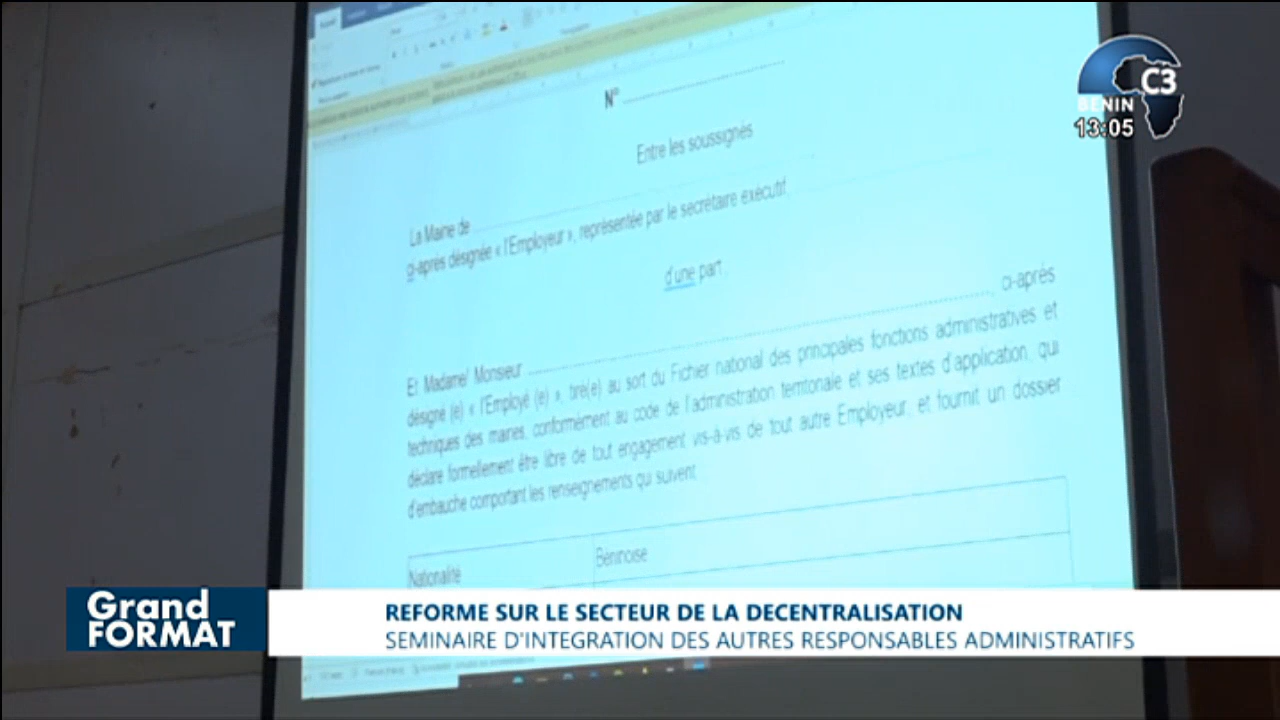 N° ..............................
Entre les soussignés
La Mairie de
ci-après désignée « l'Employeur », représentée par le secrétaire exécutif
d'une part
Et Madame/ Monsieur .............................., ci-après
désigné (e) « l'Employé (e) », tiré(e) au sort du Fichier national des principales fonctions administratives et
techniques des mairies, conformément au code de l'administration territoriale et ses textes d'application, qui
déclare formellement être libre de tout engagement vis-à-vis de tout autre Employeur, et fournit un dossier
d'embauche comportant les renseignements qui suivent
Nationalité
Béninoise
C3
BENIN
13:05
Grand
FORMAT
REFORME SUR LE SECTEUR DE LA DECENTRALISATION
SEMINAIRE D'INTEGRATION DES AUTRES RESPONSABLES ADMINISTRATIFS